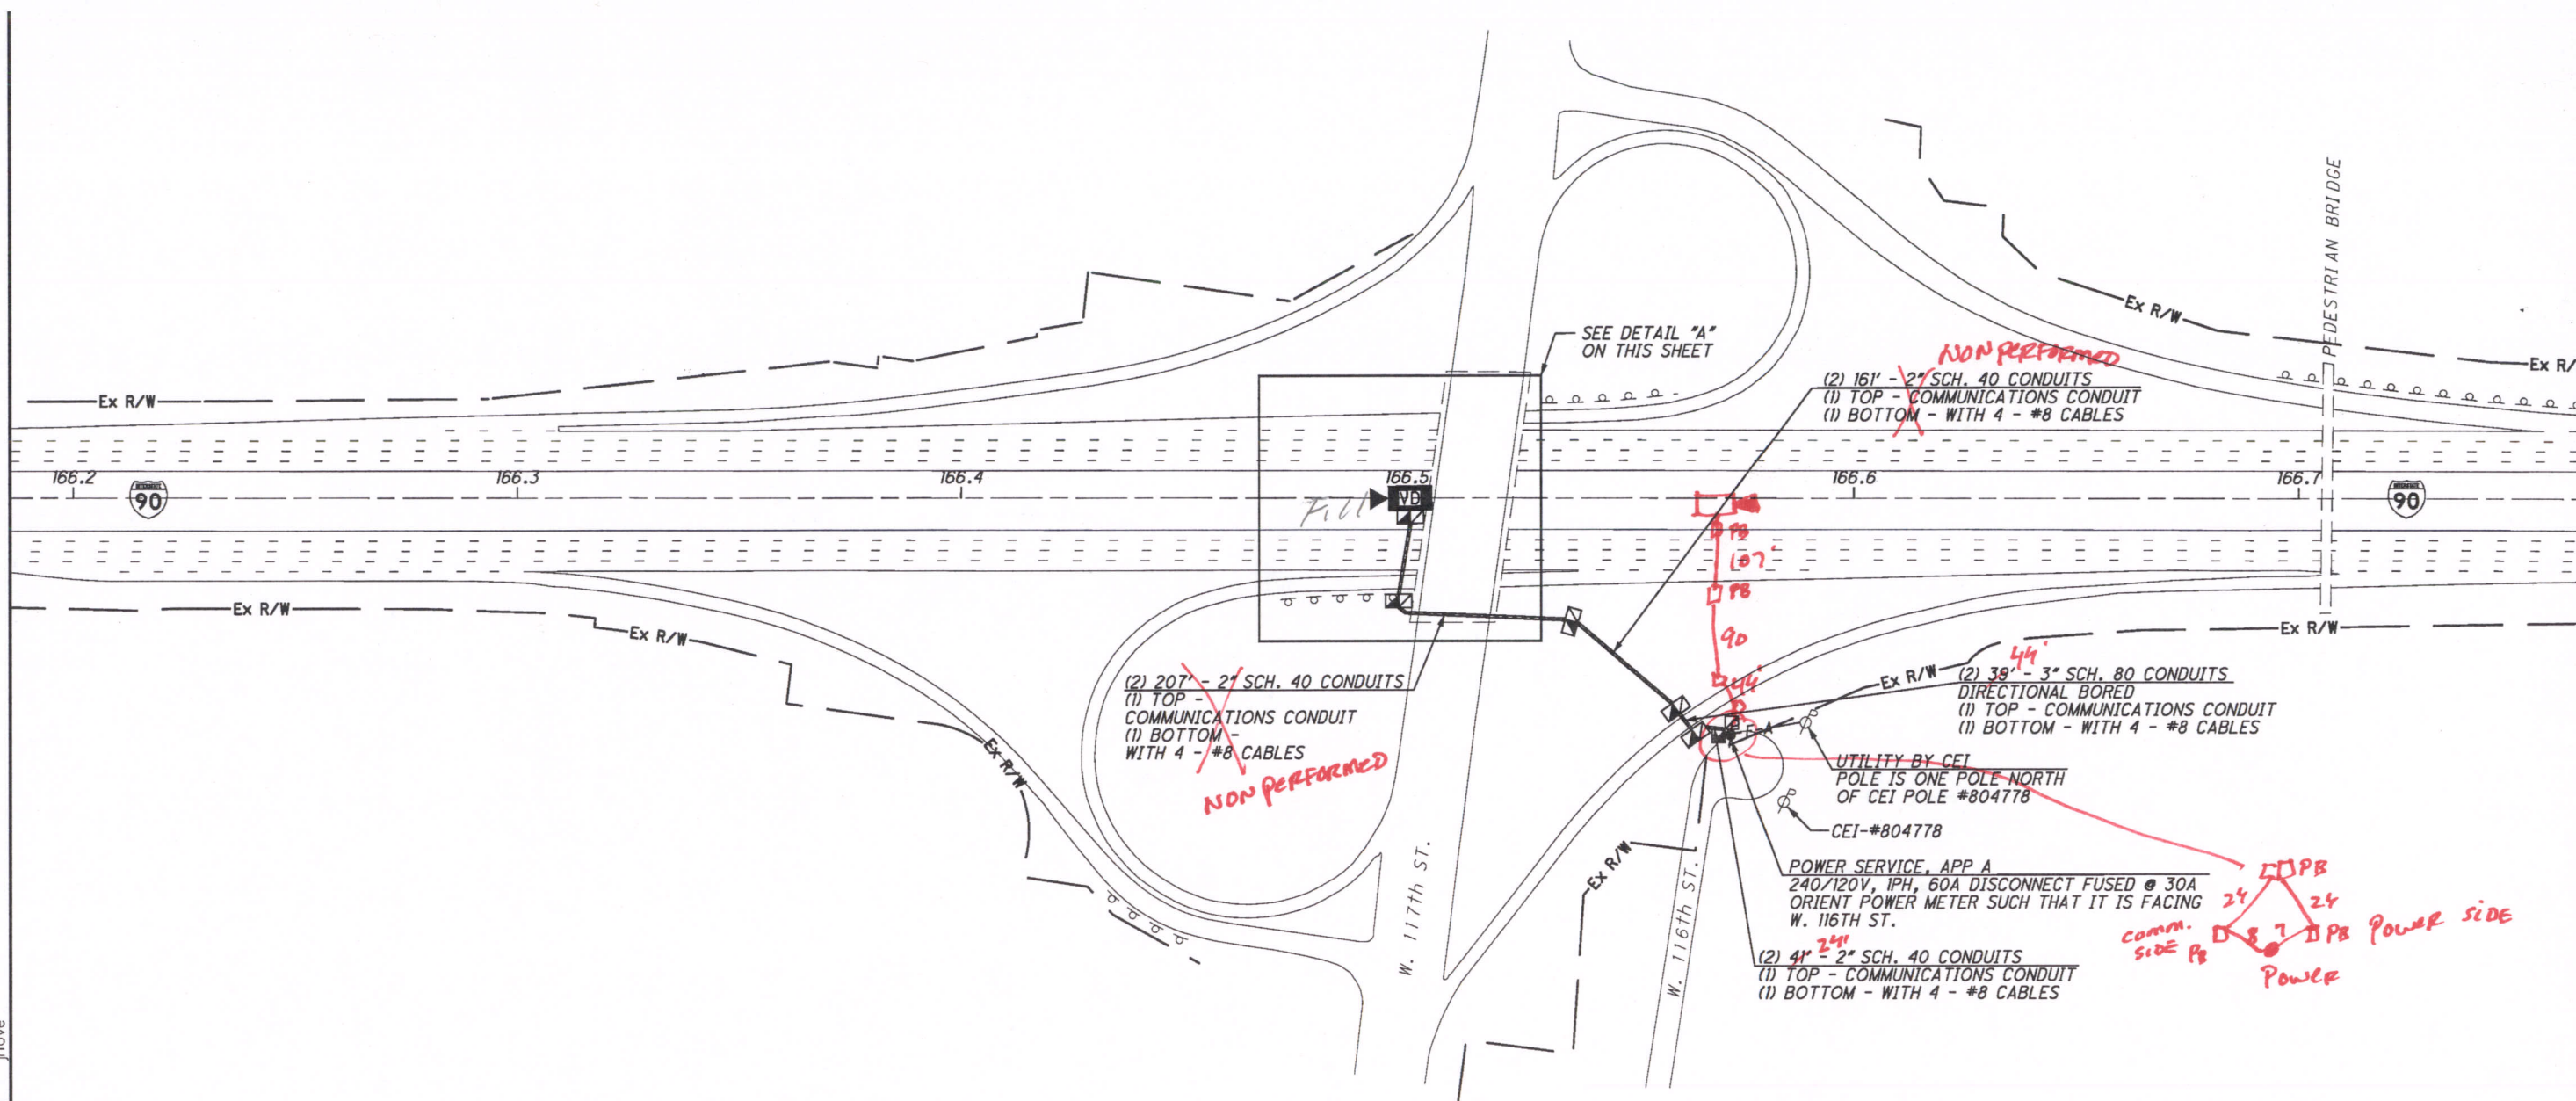 PEDESTRIAN BRIDGE
Ex R/W
Ex R/
SEE DETAIL "A"
ON THIS SHEET
NON PERFORMED
(2) 161' - 2" SCH. 40 CONDUITS
(1) TOP - COMMUNICATIONS CONDUIT
(1) BOTTOM - WITH 4 - #8 CABLES
Ex R/W
166.2
166.3
166.4
166.5
166.6
166.7
INTERSTATE
90
Fill
VD
INTERSTATE
90
PB
107'
PB
90
44'
Ex R/W
Ex R/W
Ex R/W
Ex R/W
44'
(2) 39' - 3" SCH. 80 CONDUITS
DIRECTIONAL BORED
(1) TOP - COMMUNICATIONS CONDUIT
(1) BOTTOM - WITH 4 - #8 CABLES
(2) 207' - 2" SCH. 40 CONDUITS
(1) TOP -
COMMUNICATIONS CONDUIT
(1) BOTTOM -
WITH 4 - #8 CABLES
NON PERFORMED
Ex R/W
UTILITY BY CEI
POLE IS ONE POLE NORTH
OF CEI POLE #804778
CEI-#804778
Ex R/W
POWER SERVICE, APP A
240/120V, 1PH, 60A DISCONNECT FUSED @ 30A
ORIENT POWER METER SUCH THAT IT IS FACING
W. 116TH ST.
24'
(2) 41' - 2" SCH. 40 CONDUITS
(1) TOP - COMMUNICATIONS CONDUIT
(1) BOTTOM - WITH 4 - #8 CABLES
W. 117th ST.
W. 116th ST.
PB
24
24
comm.
SIDE PB
8
7
PB Power SIDE
Power